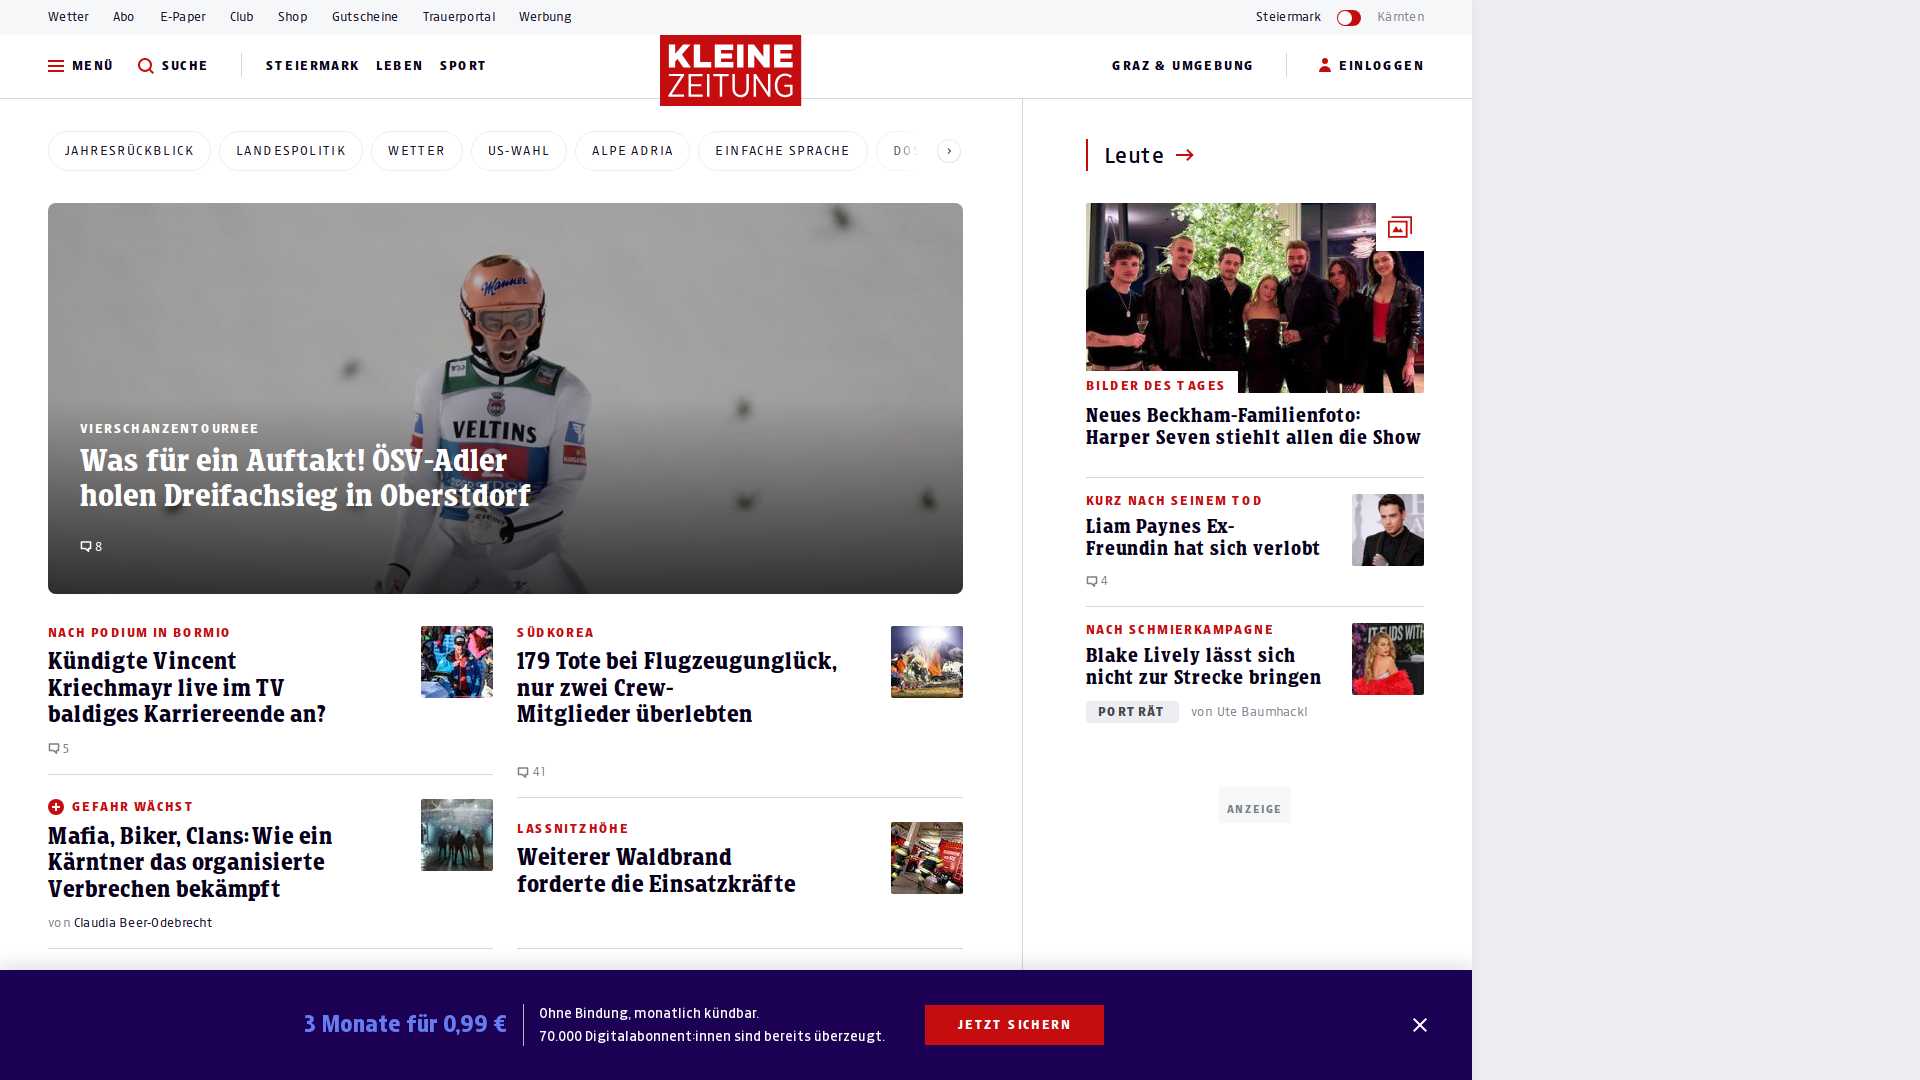 Wetter Abo E-Paper Club Shop Gutscheine Trauerportal Werbung Steiermark Kärnten
MENÜ SUCHE STEIERMARK LEBEN SPORT KLEINE ZEITUNG GRAZ & UMGEBUNG EINLOGGEN
JAHRESRÜCKBLICK LANDESPOLITIK WETTER US-WAHL ALPE ADRIA EINFACHE SPRACHE
Manner
VELTINS
2
VIERSCHANZENTOURNEE
Was für ein Auftakt! ÖSV-Adler
holen Dreifachsieg in Oberstdorf
8
NACH PODIUM IN BORMIO
Kündigte Vincent
Kriechmayr live im TV
baldiges Karriereende an?
5
SÜDKOREA
179 Tote bei Flugzeugunglück,
nur zwei Crew-
Mitglieder überlebten
41
GEFAHR WÄCHST
Mafia, Biker, Clans: Wie ein
Kärntner das organisierte
Verbrechen bekämpft
von Claudia Beer-Odebrecht
LASSNITZHÖHE
Weiterer Waldbrand
forderte die Einsatzkräfte
Leute
BILDER DES TAGES
Neues Beckham-Familienfoto:
Harper Seven stiehlt allen die Show
KURZ NACH SEINEM TOD
Liam Paynes Ex-
Freundin hat sich verlobt
4
NACH SCHMIERKAMPAGNE
Blake Lively lässt sich
nicht zur Strecke bringen
PORTRÄT von Ute Baumhackl
IT ENDS WITH
ANZEIGE
3 Monate für 0,99 €
Ohne Bindung, monatlich kündbar.
70.000 Digitalabonnent:innen sind bereits überzeugt.
JETZT SICHERN